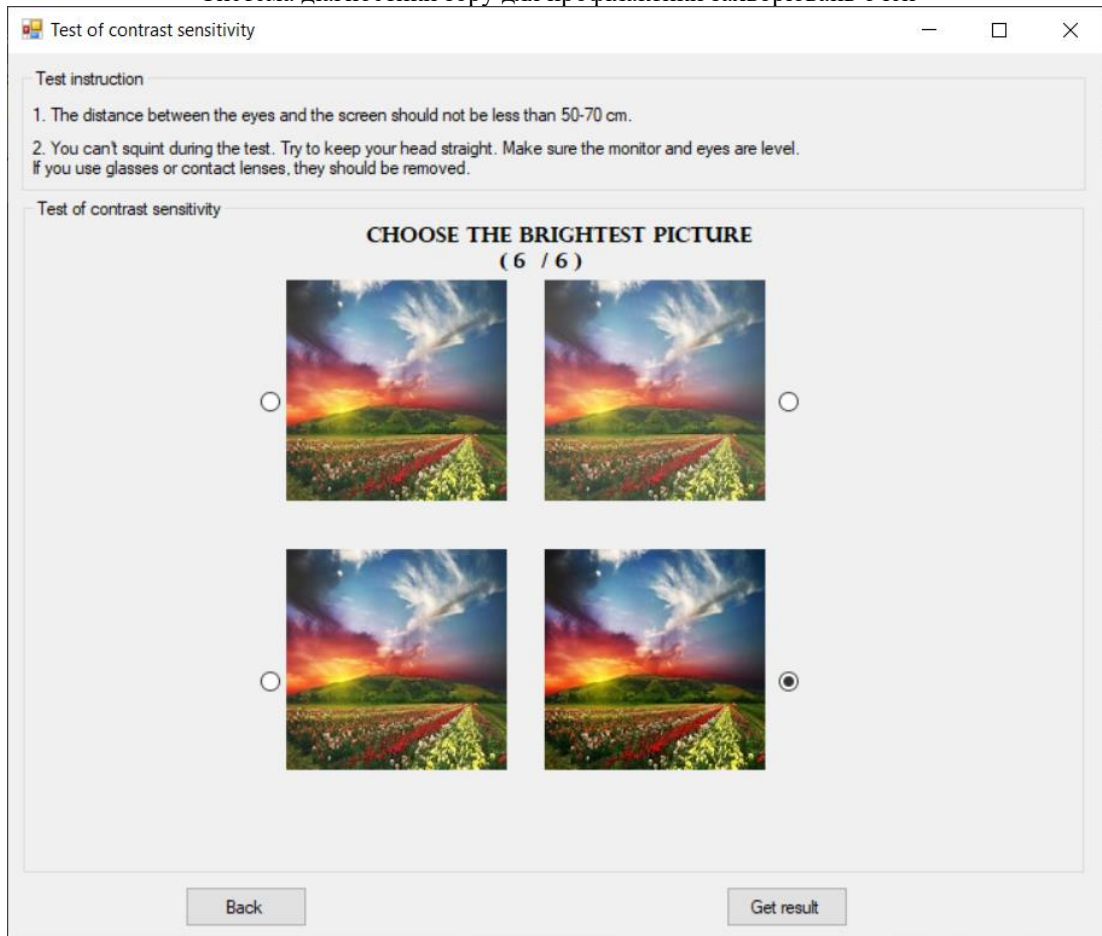 Test of contrast sensitivity
Test instruction
1. The distance between the eyes and the screen should not be less than 50-70 cm.
2. You can't squint during the test. Try to keep your head straight. Make sure the monitor and eyes are level.
If you use glasses or contact lenses, they should be removed.
Test of contrast sensitivity
CHOOSE THE BRIGHTEST PICTURE
( 6 / 6 )
Back
Get result